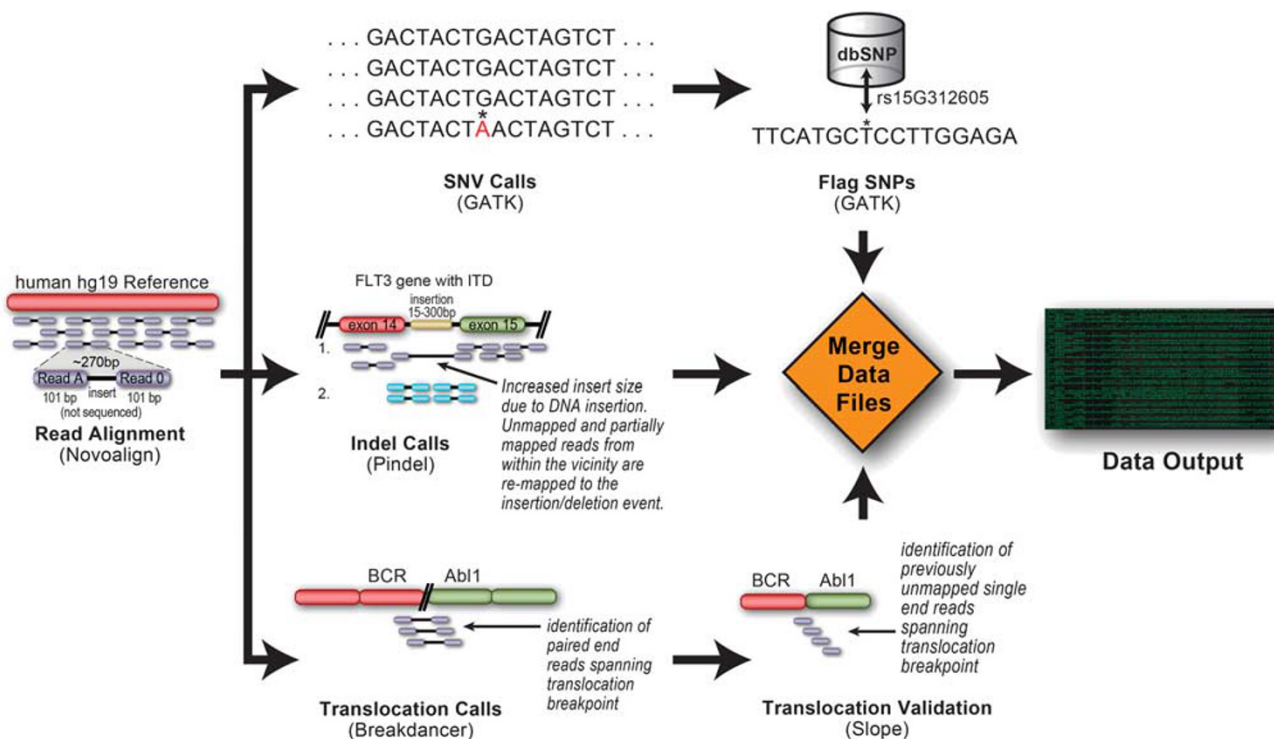 . . . GACTACTGACTAGTCT . . .
. . . GACTACTGACTAGTCT . . .
. . . GACTACTGACTAGTCT . . .
*
. . . GACTACTAACTAGTCT . . .
SNV Calls
(GATK)
dbSNP
rs15G312605
*
TTCATGCTCCTTGGAGA
Flag SNPs
(GATK)
human hg19 Reference
~270bp
Read A
Read 0
101 bp
insert
101 bp
(not sequenced)
Read Alignment
(Novoalign)
FLT3 gene with ITD
insertion
15-300bp
exon 14
exon 15
1.
2.
Increased insert size
due to DNA insertion.
Unmapped and partially
mapped reads from
within the vicinity are
re-mapped to the
insertion/deletion event.
Indel Calls
(Pindel)
Merge
Data
Files
Data Output
BCR
Abl1
identification of
paired end
reads spanning
translocation
breakpoint
Translocation Calls
(Breakdancer)
BCR
Abl1
identification of
previously
unmapped single
end reads
spanning
translocation
breakpoint
Translocation Validation
(Slope)